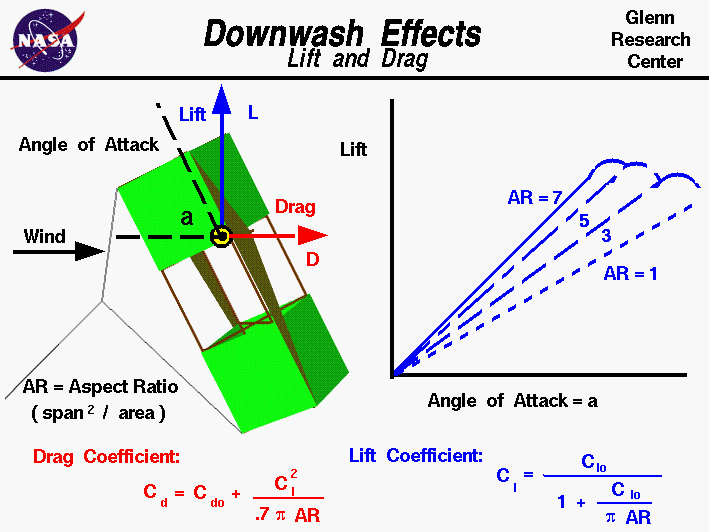 NASA
Downwash Effects
Lift and Drag
Glenn
Research
Center
Lift L
Angle of Attack
a
Drag
D
Wind
AR = Aspect Ratio
( span 2 / area )
Lift
AR = 7
5
3
AR = 1
Angle of Attack = a
Drag Coefficient:
C d = C do + C l 2 / .7 π AR
Lift Coefficient:
C l = C lo / 1 + C lo / π AR